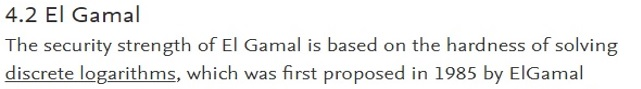 4.2 El Gamal
The security strength of El Gamal is based on the hardness of solving
discrete logarithms, which was first proposed in 1985 by ElGamal